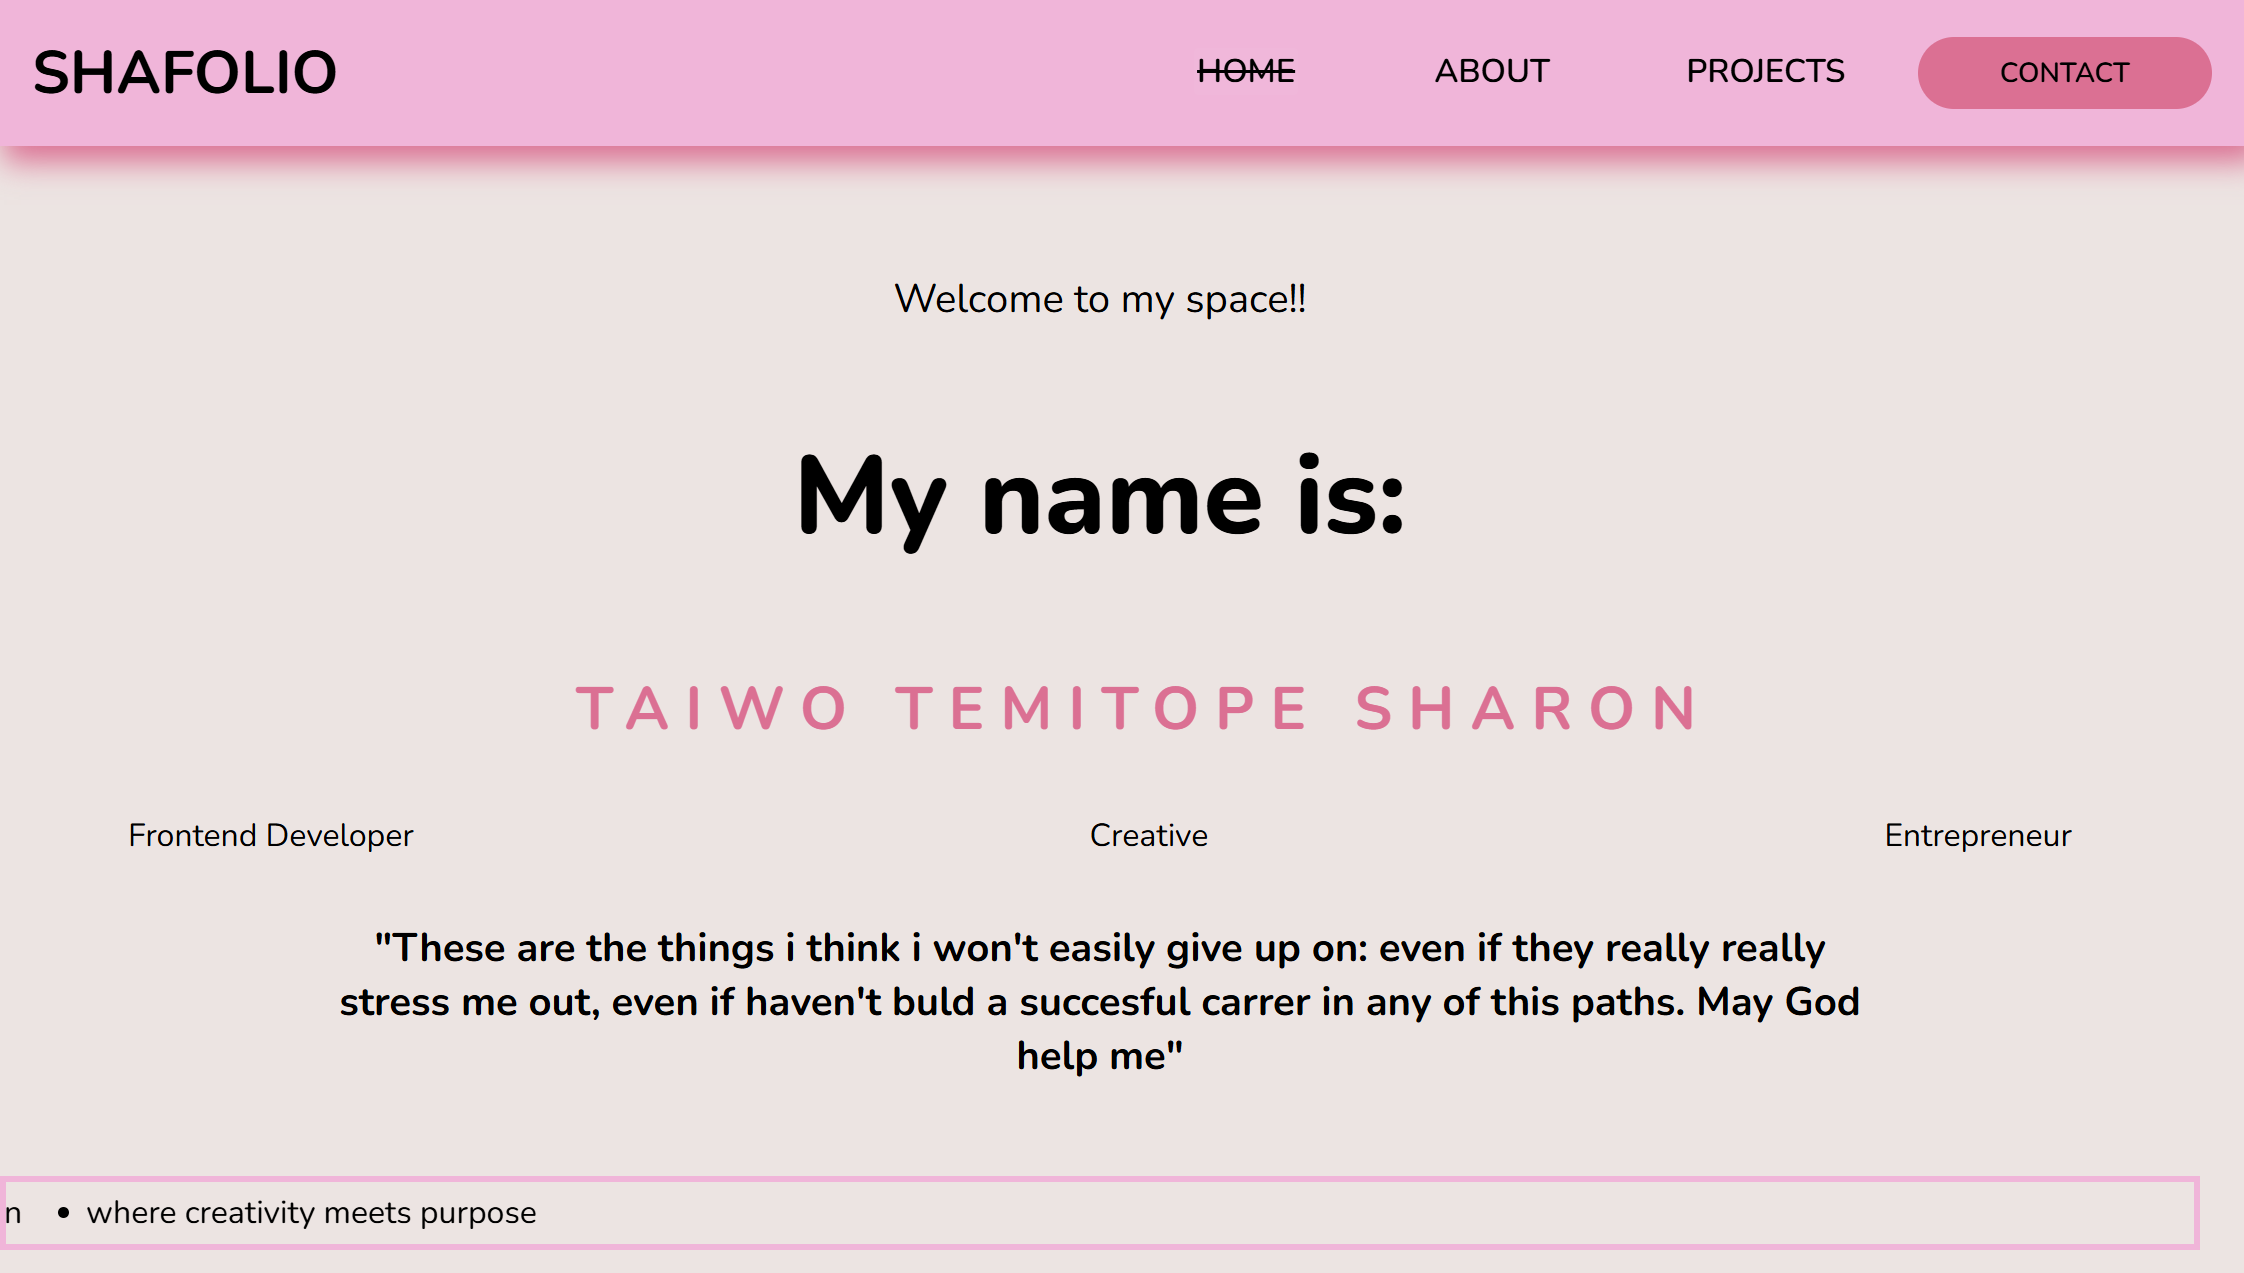 SHAFOLIO
HOME ABOUT PROJECTS CONTACT
Welcome to my space!!
My name is:
TAIWO TEMITOPE SHARON
Frontend Developer Creative Entrepreneur
"These are the things i think i won't easily give up on: even if they really really
stress me out, even if haven't buld a succesful carrer in any of this paths. May God
help me"
n • where creativity meets purpose